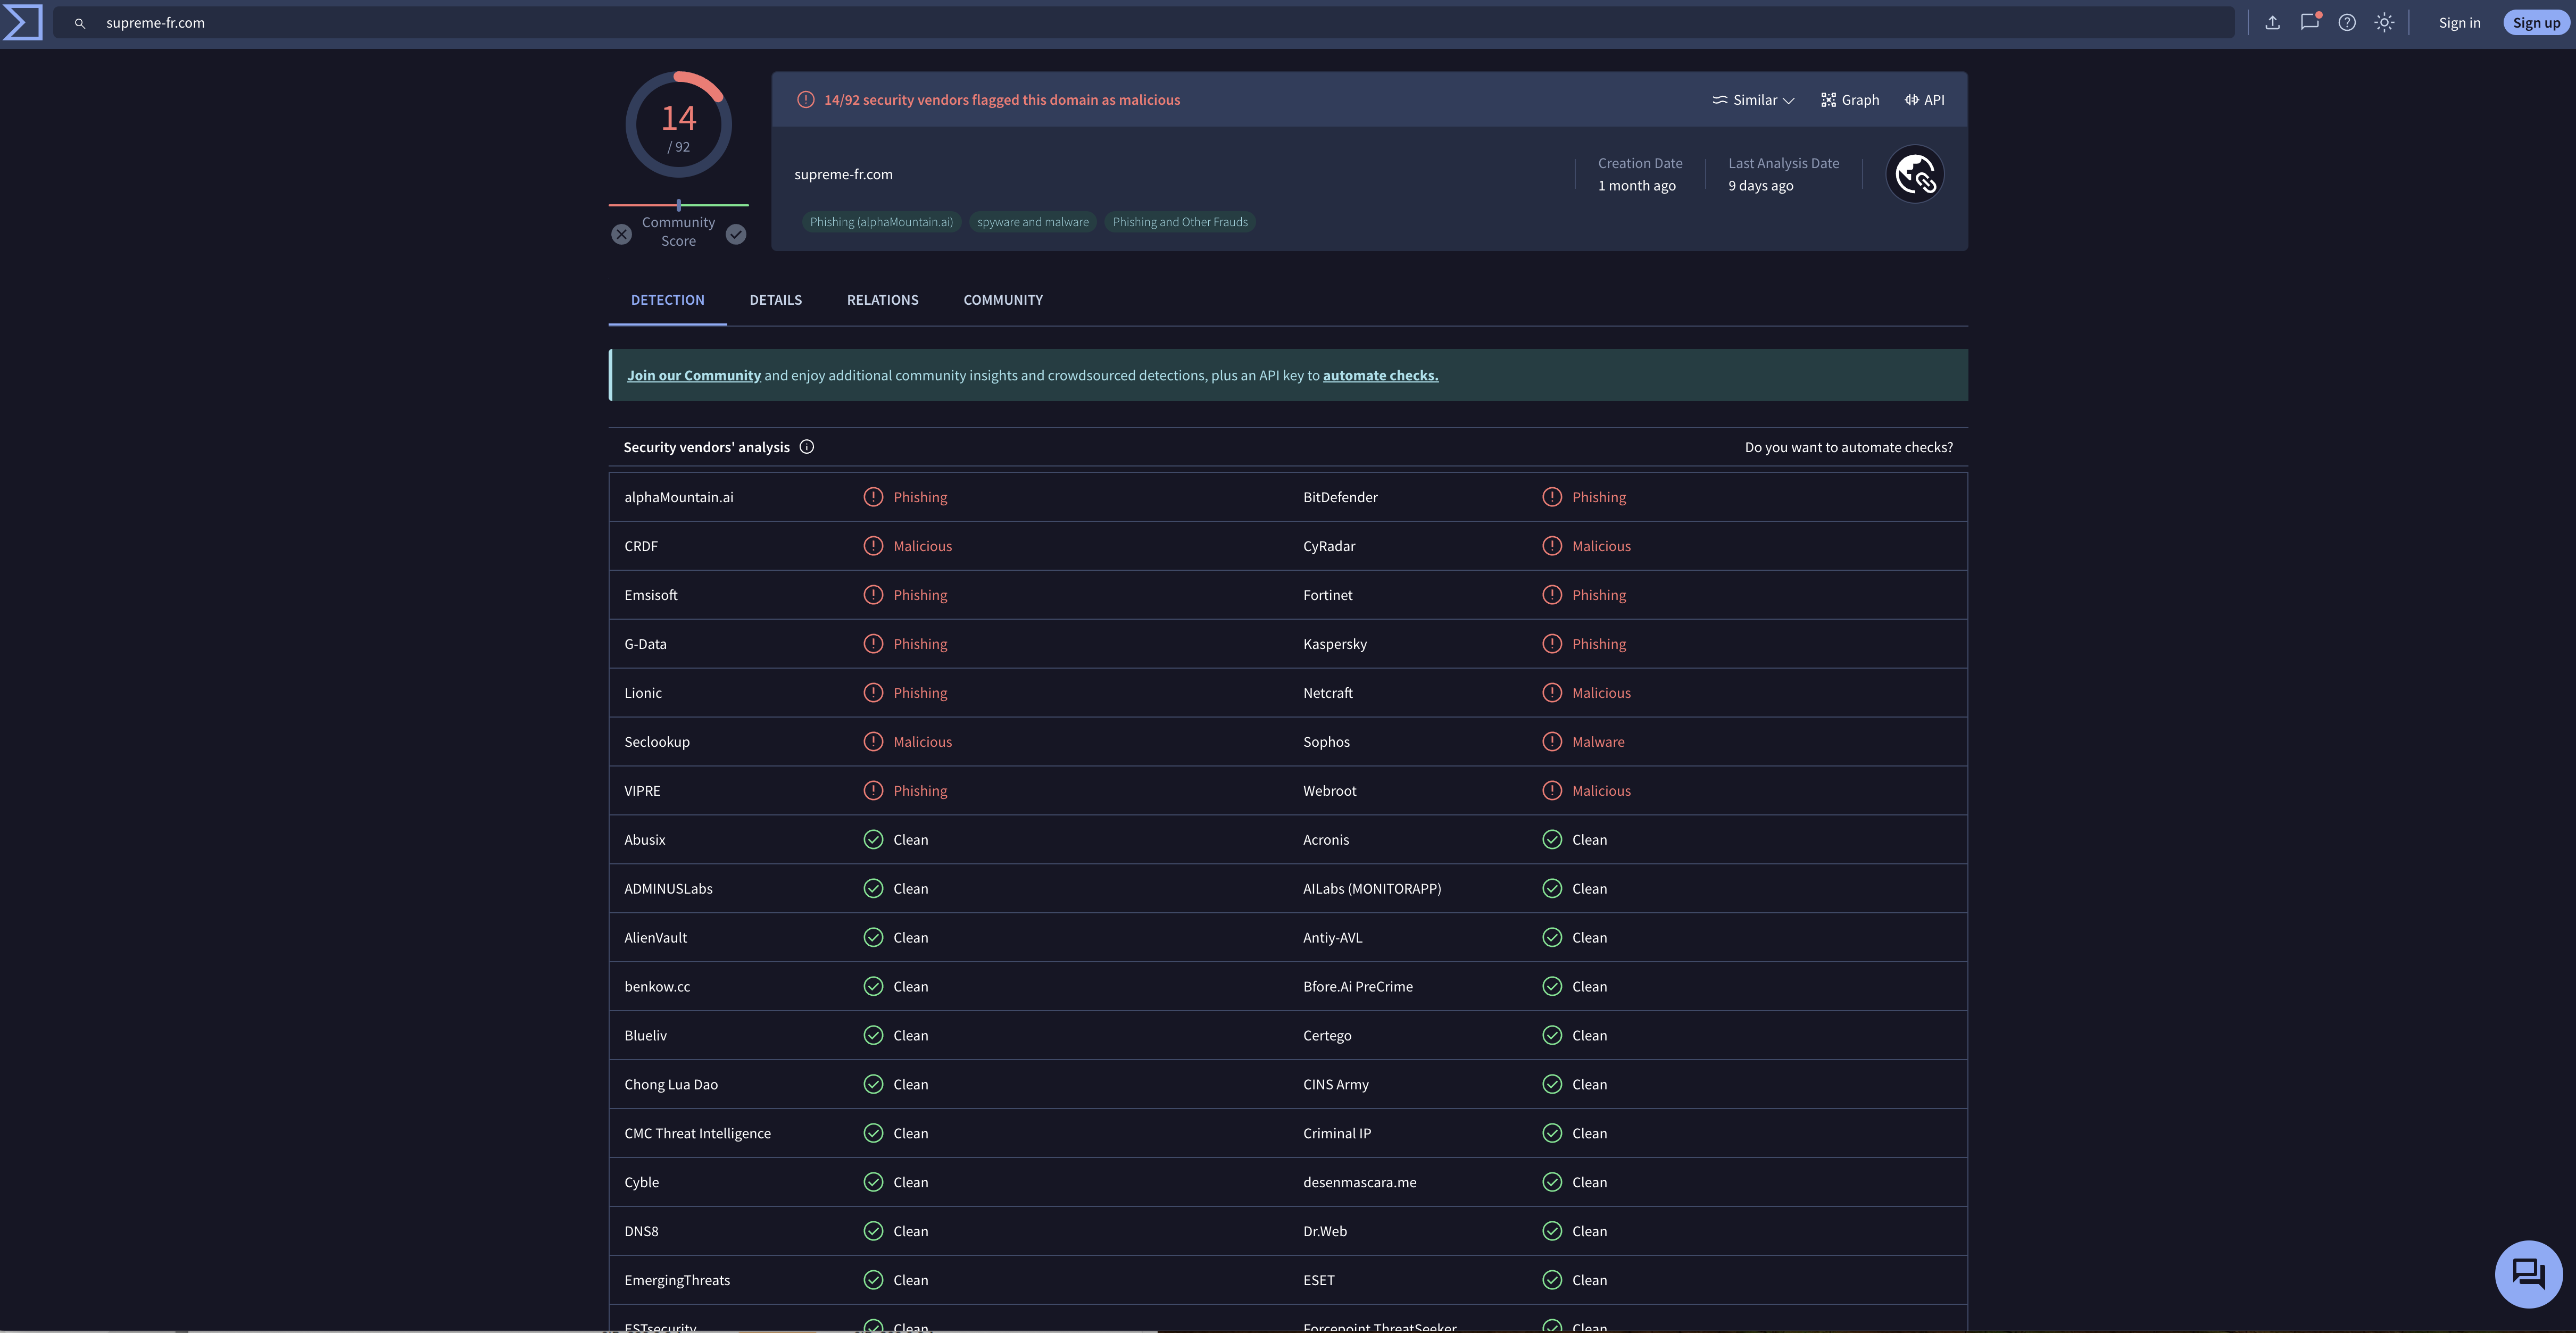 supreme-fr.com
Sign in
Sign up
14
/ 92
Community
Score
14/92 security vendors flagged this domain as malicious
Similar
Graph
API
supreme-fr.com
Creation Date
1 month ago
Last Analysis Date
9 days ago
Phishing (alphaMountain.ai) spyware and malware Phishing and Other Frauds
DETECTION DETAILS RELATIONS COMMUNITY
Join our Community and enjoy additional community insights and crowdsourced detections, plus an API key to automate checks.
Security vendors' analysis Do you want to automate checks?
alphaMountain.ai Phishing BitDefender Phishing
CRDF Malicious CyRadar Malicious
Emsisoft Phishing Fortinet Phishing
G-Data Phishing Kaspersky Phishing
Lionic Phishing Netcraft Malicious
Seclookup Malicious Sophos Malware
VIPRE Phishing Webroot Malicious
Abusix Clean Acronis Clean
ADMINUSLabs Clean AILabs (MONITORAPP) Clean
AlienVault Clean Antiy-AVL Clean
benkow.cc Clean Bfore.Ai PreCrime Clean
Blueliv Clean Certego Clean
Chong Lua Dao Clean CINS Army Clean
CMC Threat Intelligence Clean Criminal IP Clean
Cyble Clean desenmascara.me Clean
DNS8 Clean Dr.Web Clean
EmergingThreats Clean ESET Clean
ESTsecurity Clean Forcepoint ThreatSeeker Clean